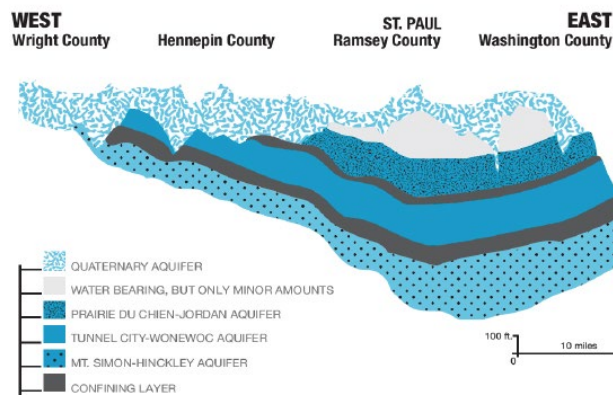 WEST
Wright County
Hennepin County
ST. PAUL
Ramsey County
EAST
Washington County
QUATERNARY AQUIFER
WATER BEARING, BUT ONLY MINOR AMOUNTS
PRAIRIE DU CHIEN-JORDAN AQUIFER
TUNNEL CITY-WONEWOC AQUIFER
MT. SIMON-HINCKLEY AQUIFER
CONFINING LAYER
100 ft.
0
10 miles